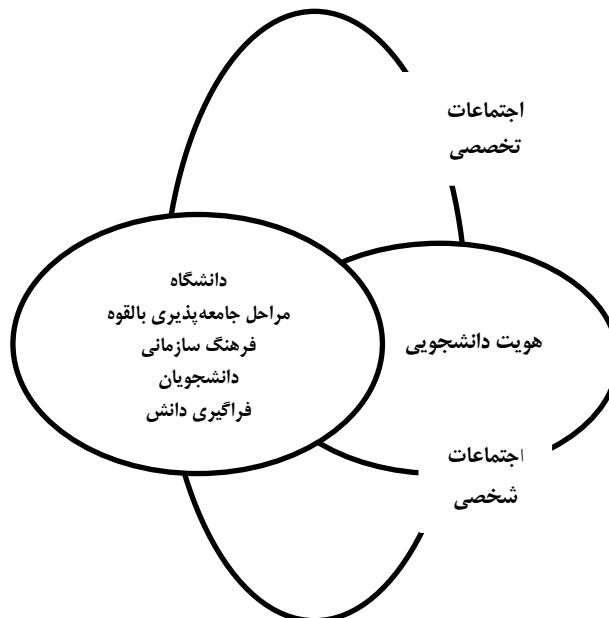 اجتماعات
تخصصی
دانشگاه
مراحل جامعه‌پذیری بالقوه
فرهنگ سازمانی
دانشجویان
فراگیری دانش
هویت دانشجویی
اجتماعات
شخصی